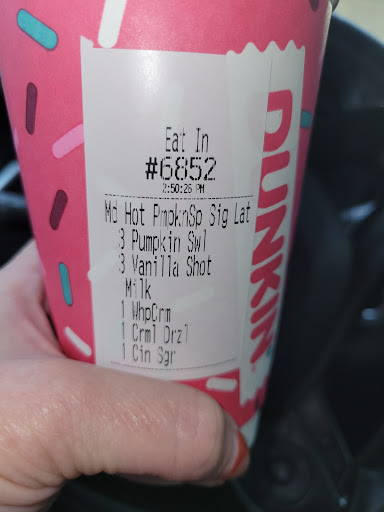 Eat In
#6852
2:50:26 PM
Md Hot PmpknSp Sig Lat
3 Pumpkin Swl
3 Vanilla Shot
Milk
1 WhpCrm
1 Crml Drzl
1 Cin Sgr
DUNKIN'